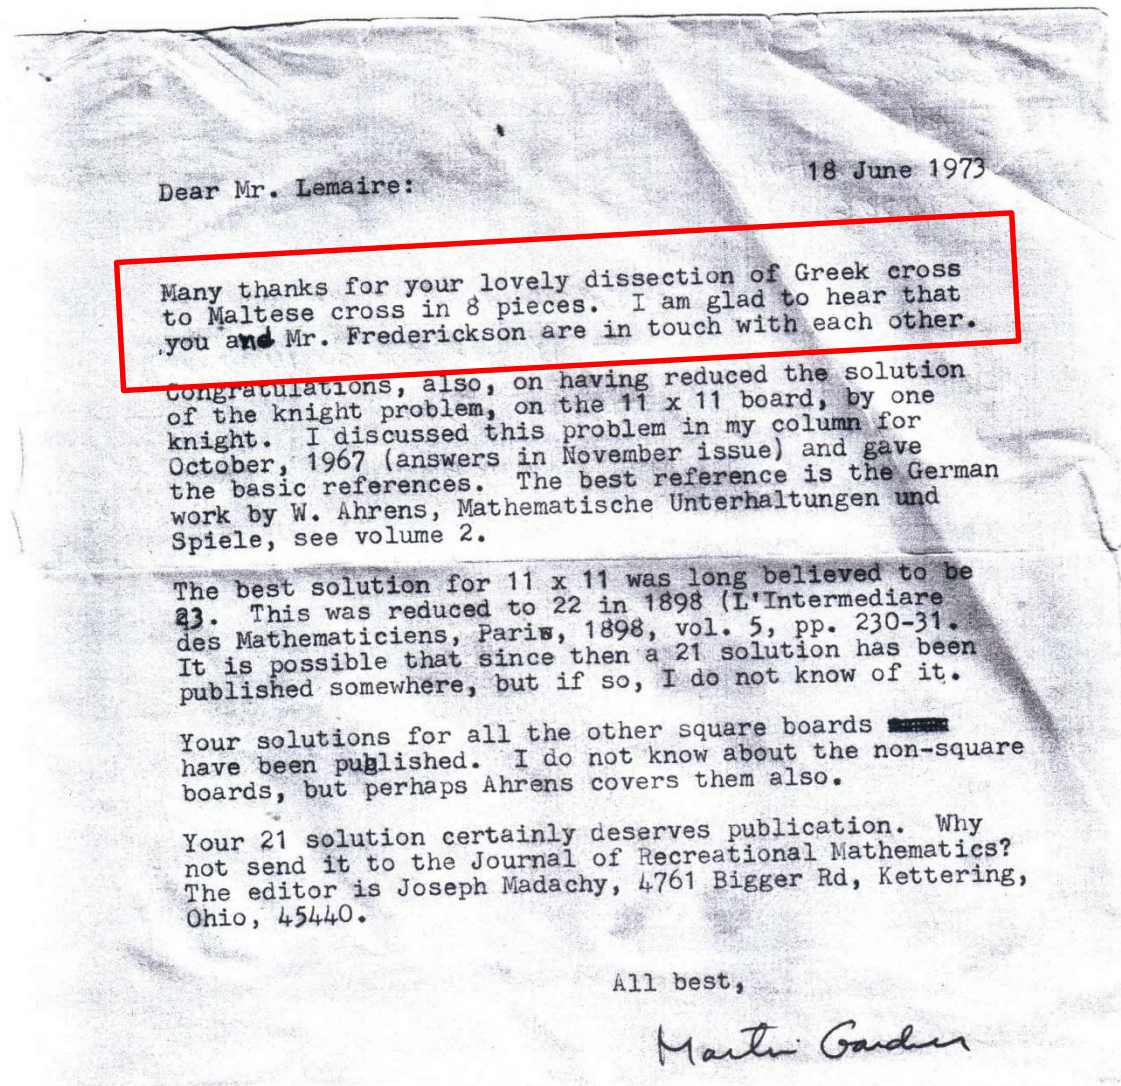 18 June 1973
Dear Mr. Lemaire:
Many thanks for your lovely dissection of Greek cross
to Maltese cross in 8 pieces. I am glad to hear that
you and Mr. Frederickson are in touch with each other.
Congratulations, also, on having reduced the solution
of the knight problem, on the 11 x 11 board, by one
knight. I discussed this problem in my column for
October, 1967 (answers in November issue) and gave
the basic references. The best reference is the German
work by W. Ahrens, Mathematische Unterhaltungen und
Spiele, see volume 2.
The best solution for 11 x 11 was long believed to be
23. This was reduced to 22 in 1898 (L'Intermediare
des Mathematiciens, Paris, 1898, vol. 5, pp. 230-31.
It is possible that since then a 21 solution has been
published somewhere, but if so, I do not know of it.
Your solutions for all the other square boards
have been published. I do not know about the non-square
boards, but perhaps Ahrens covers them also.
Your 21 solution certainly deserves publication. Why
not send it to the Journal of Recreational Mathematics?
The editor is Joseph Madachy, 4761 Bigger Rd, Kettering,
Ohio, 45440.
All best,
Martin Gardner